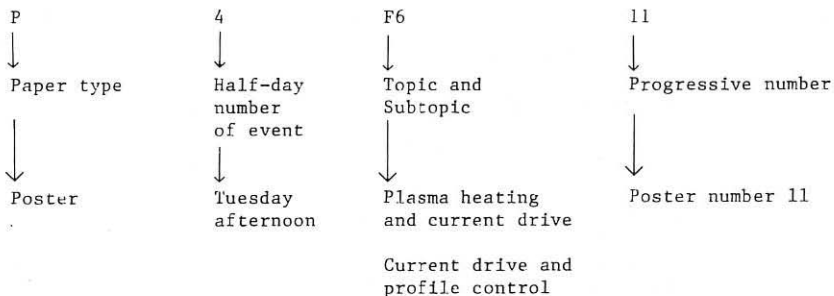 P 4 F6 11
Paper type Half-day Topic and Progressive number
number Subtopic
of event
Poster Tuesday Plasma heating Poster number 11
afternoon and current drive
Current drive and
profile control